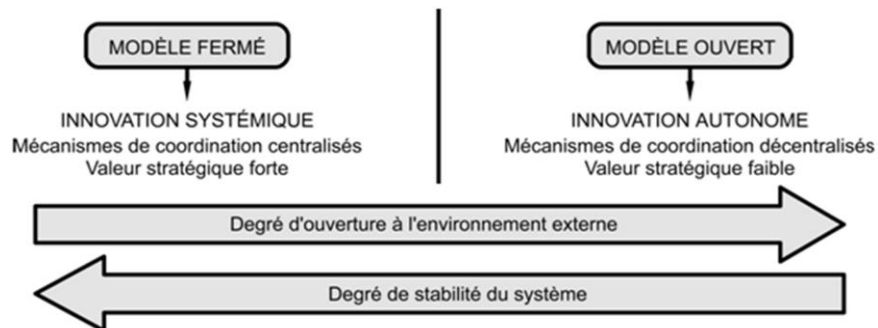 MODÈLE FERMÉ
MODÈLE OUVERT
INNOVATION SYSTÉMIQUE
Mécanismes de coordination centralisés
Valeur stratégique forte
INNOVATION AUTONOME
Mécanismes de coordination décentralisés
Valeur stratégique faible
Degré d'ouverture à l'environnement externe
Degré de stabilité du système